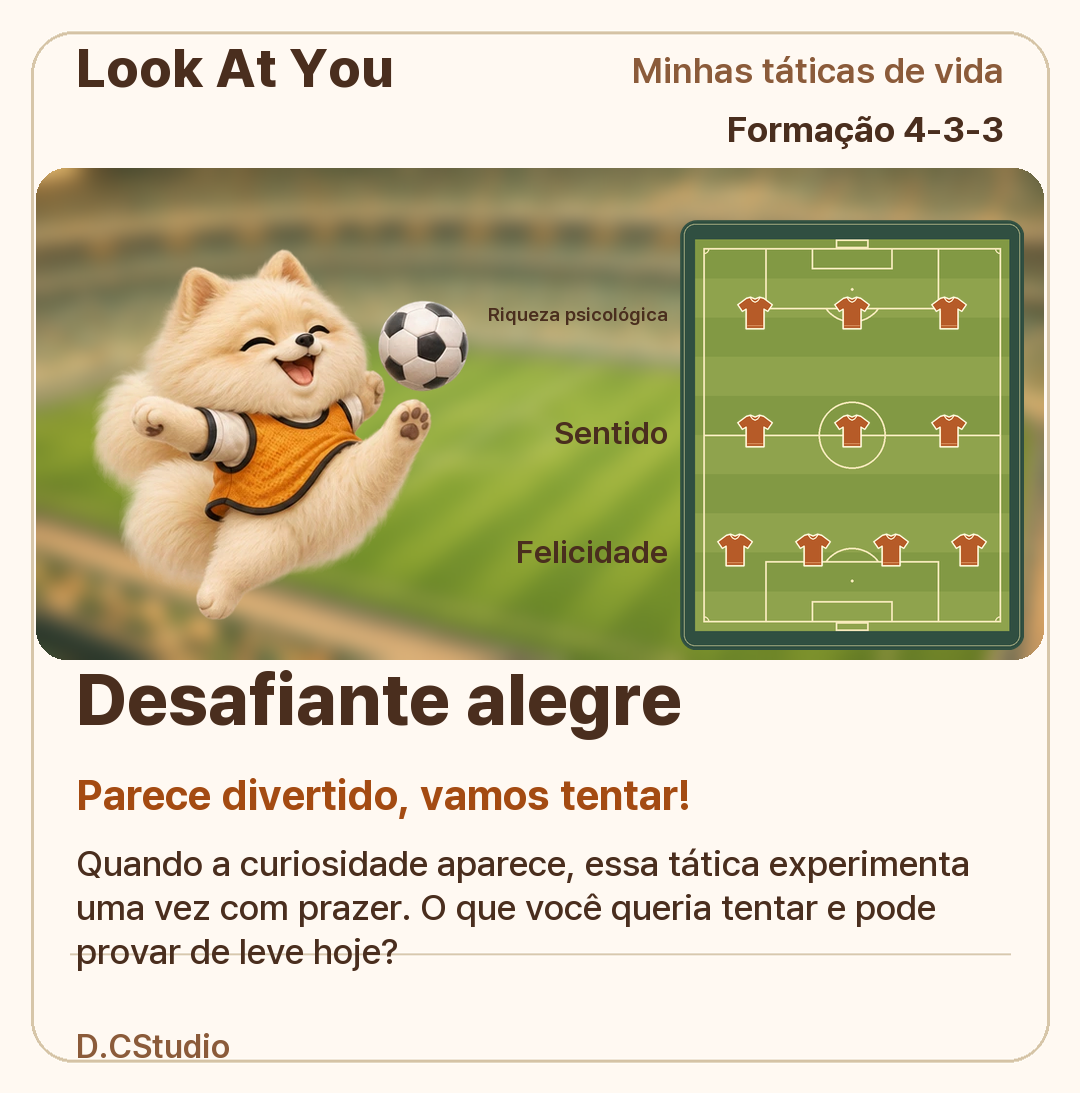 Look At You
Minhas táticas de vida
Formação 4-3-3
Riqueza psicológica
Sentido
Felicidade
Desafiante alegre
Parece divertido, vamos tentar!
Quando a curiosidade aparece, essa tática experimenta
uma vez com prazer. O que você queria tentar e pode
provar de leve hoje?
D.CStudio